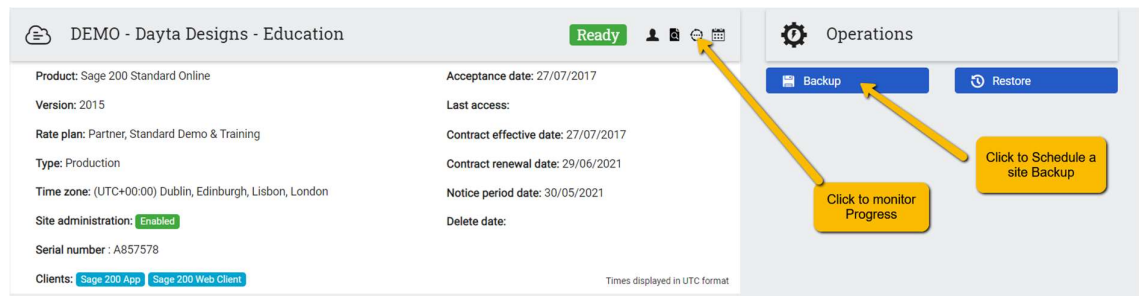 DEMO - Dayta Designs - Education
Ready
Operations
Product: Sage 200 Standard Online
Acceptance date: 27/07/2017
Backup
Restore
Version: 2015
Last access:
Rate plan: Partner, Standard Demo & Training
Contract effective date: 27/07/2017
Type: Production
Contract renewal date: 29/06/2021
Click to Schedule a
site Backup
Time zone: (UTC+00:00) Dublin, Edinburgh, Lisbon, London
Notice period date: 30/05/2021
Click to monitor
Progress
Site administration: Enabled
Delete date:
Serial number : A857578
Clients: Sage 200 App Sage 200 Web Client
Times displayed in UTC format